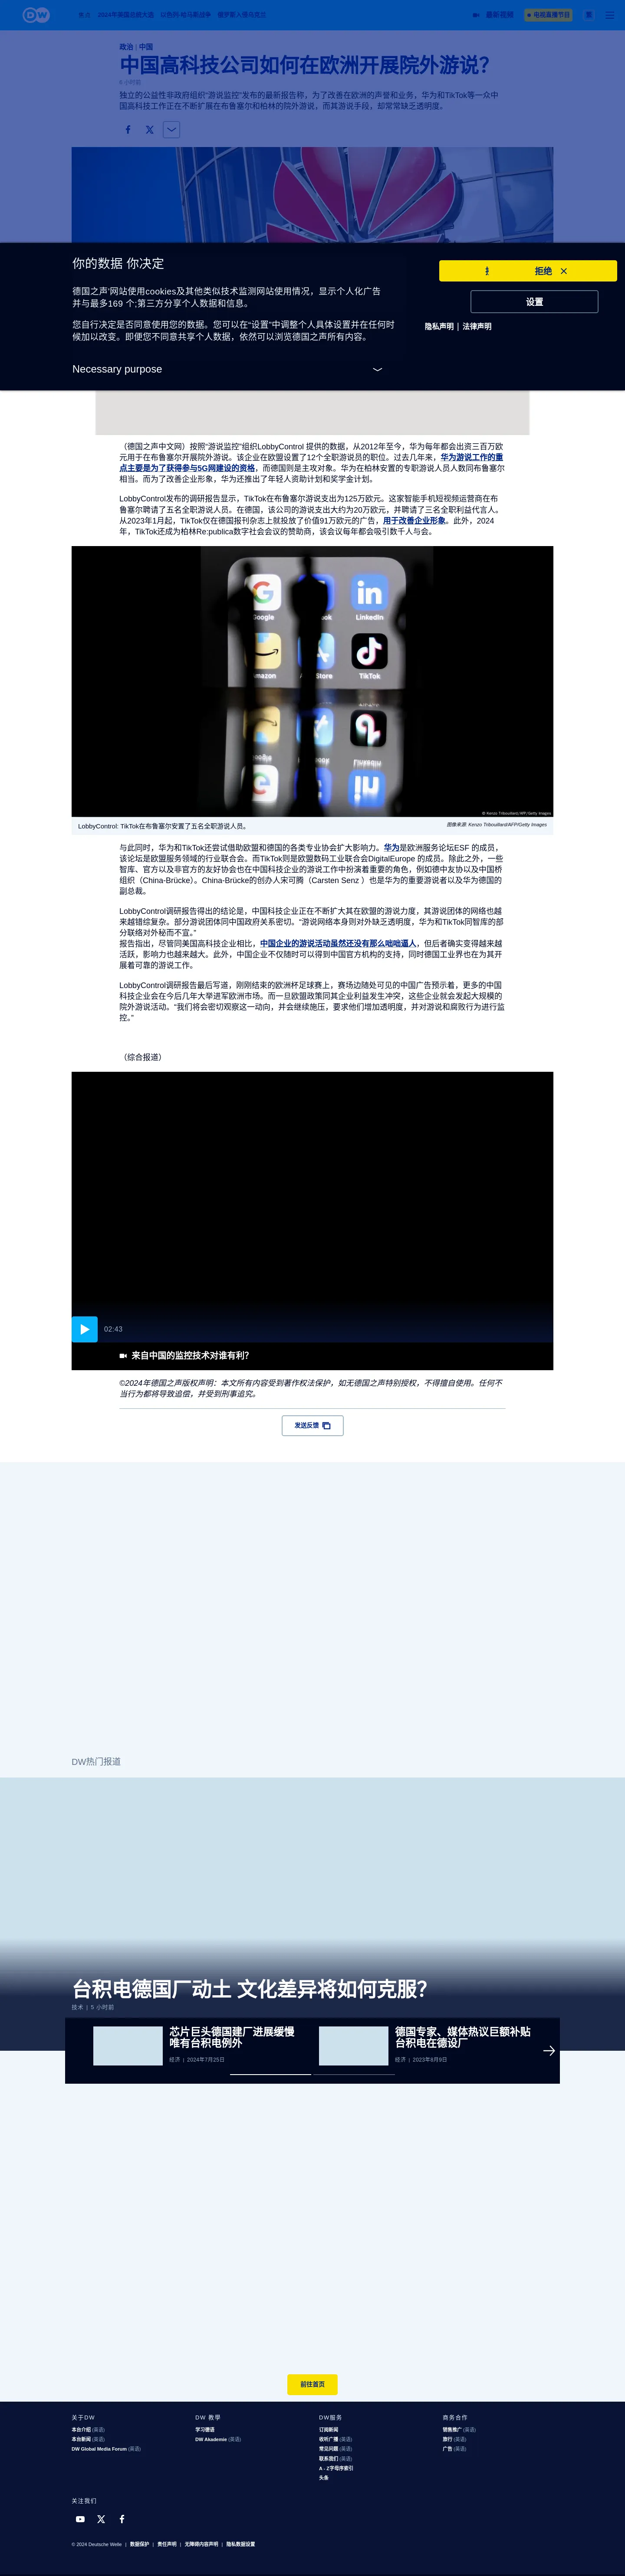 DW
焦点 2024年美国总统大选 以色列-哈马斯战争 俄罗斯入侵乌克兰 最新视频 电视直播节目
政治 | 中国
中国高科技公司如何在欧洲开展院外游说？
6 小时前
独立的公益性非政府组织“游说监控”发布的最新报告称，为了改善在欧洲的声誉和业务，华为和TikTok等一众中
国高科技工作正在不断扩展在布鲁塞尔和柏林的院外游说，而其游说手段，却常常缺乏透明度。
你的数据 你决定
德国之声'网站使用cookies及其他类似技术监测网站使用情况，显示个人化广告
并与最多169 个;第三方分享个人数据和信息。
您自行决定是否同意使用您的数据。您可以在“设置”中调整个人具体设置并在任何时
候加以改变。即便您不同意共享个人数据，依然可以浏览德国之声所有内容。
Necessary purpose
拒绝
设置
隐私声明 | 法律声明
（德国之声中文网）按照“游说监控”组织LobbyControl 提供的数据，从2012年至今，华为每年都会出资三百万欧
元用于在布鲁塞尔开展院外游说。该企业在欧盟设置了12个全职游说员的职位。过去几年来，华为游说工作的重
点主要是为了获得参与5G网建设的资格，而德国则是主攻对象。华为在柏林安置的专职游说员人数同布鲁塞尔
相当。而为了改善企业形象，华为还推出了年轻人资助计划和奖学金计划。
LobbyControl发布的调研报告显示，TikTok在布鲁塞尔游说支出为125万欧元。这家智能手机短视频运营商在布
鲁塞尔聘请了五名全职游说人员。在德国，该公司的游说支出大约为20万欧元，并聘请了三名全职利益代言人。
从2023年1月起，TikTok仅在德国报刊杂志上就投放了价值91万欧元的广告，用于改善企业形象。此外，2024
年，TikTok还成为柏林Re:publica数字社会会议的赞助商，该会议每年都会吸引数千人与会。
Google
LinkedIn
TikTok
© Kenzo Tribouillard/AFP/Getty Images
LobbyControl: TikTok在布鲁塞尔安置了五名全职游说人员。
图像来源: Kenzo Tribouillard/AFP/Getty Images
与此同时，华为和TikTok还尝试借助欧盟和德国的各类专业协会扩大影响力。华为是欧洲服务论坛ESF 的成员，
该论坛是欧盟服务领域的行业联合会。而TikTok则是欧盟数码工业联合会DigitalEurope 的成员。除此之外，一些
智库、官方以及非官方的友好协会也在中国科技企业的游说工作中扮演着重要的角色，例如德中友协以及中国桥
组织（China-Brücke）。China-Brücke的创办人宋可腾（Carsten Senz ）也是华为的重要游说者以及华为德国的
副总裁。
LobbyControl调研报告得出的结论是，中国科技企业正在不断扩大其在欧盟的游说力度，其游说团体的网络也越
来越错综复杂。部分游说团体同中国政府关系密切。“游说网络本身则对外缺乏透明度，华为和TikTok同智库的部
分联络对外秘而不宣。”
报告指出，尽管同美国高科技企业相比，中国企业的游说活动虽然还没有那么咄咄逼人，但后者确实变得越来越
活跃，影响力也越来越大。此外，中国企业不仅随时可以得到中国官方机构的支持，同时德国工业界也在为其开
展着可靠的游说工作。
LobbyControl调研报告最后写道，刚刚结束的欧洲杯足球赛上，赛场边随处可见的中国广告预示着，更多的中国
科技企业会在今后几年大举进军欧洲市场。而一旦欧盟政策同其企业利益发生冲突，这些企业就会发起大规模的
院外游说活动。“我们将会密切观察这一动向，并会继续施压，要求他们增加透明度，并对游说和腐败行为进行监
控。”
（综合报道）
02:43
来自中国的监控技术对谁有利？
©2024年德国之声版权声明：本文所有内容受到著作权法保护，如无德国之声特别授权，不得擅自使用。任何不
当行为都将导致追偿，并受到刑事追究。
发送反馈
DW热门报道
台积电德国厂动土 文化差异将如何克服？
技术 | 5 小时前
芯片巨头德国建厂进展缓慢
唯有台积电例外
经济 | 2024年7月25日
德国专家、媒体热议巨额补贴
台积电在德设厂
经济 | 2023年8月9日
前往首页
关于DW
本台介绍 (英语)
本台新闻 (英语)
DW Global Media Forum (英语)
DW 教學
学习德语
DW Akademie (英语)
DW服务
订阅新闻
收听广播 (英语)
常见问题 (英语)
联系我们 (英语)
A - Z字母序索引
头条
商务合作
销售推广 (英语)
旅行 (英语)
广告 (英语)
关注我们
© 2024 Deutsche Welle | 数据保护 | 责任声明 | 无障碍内容声明 | 隐私数据设置